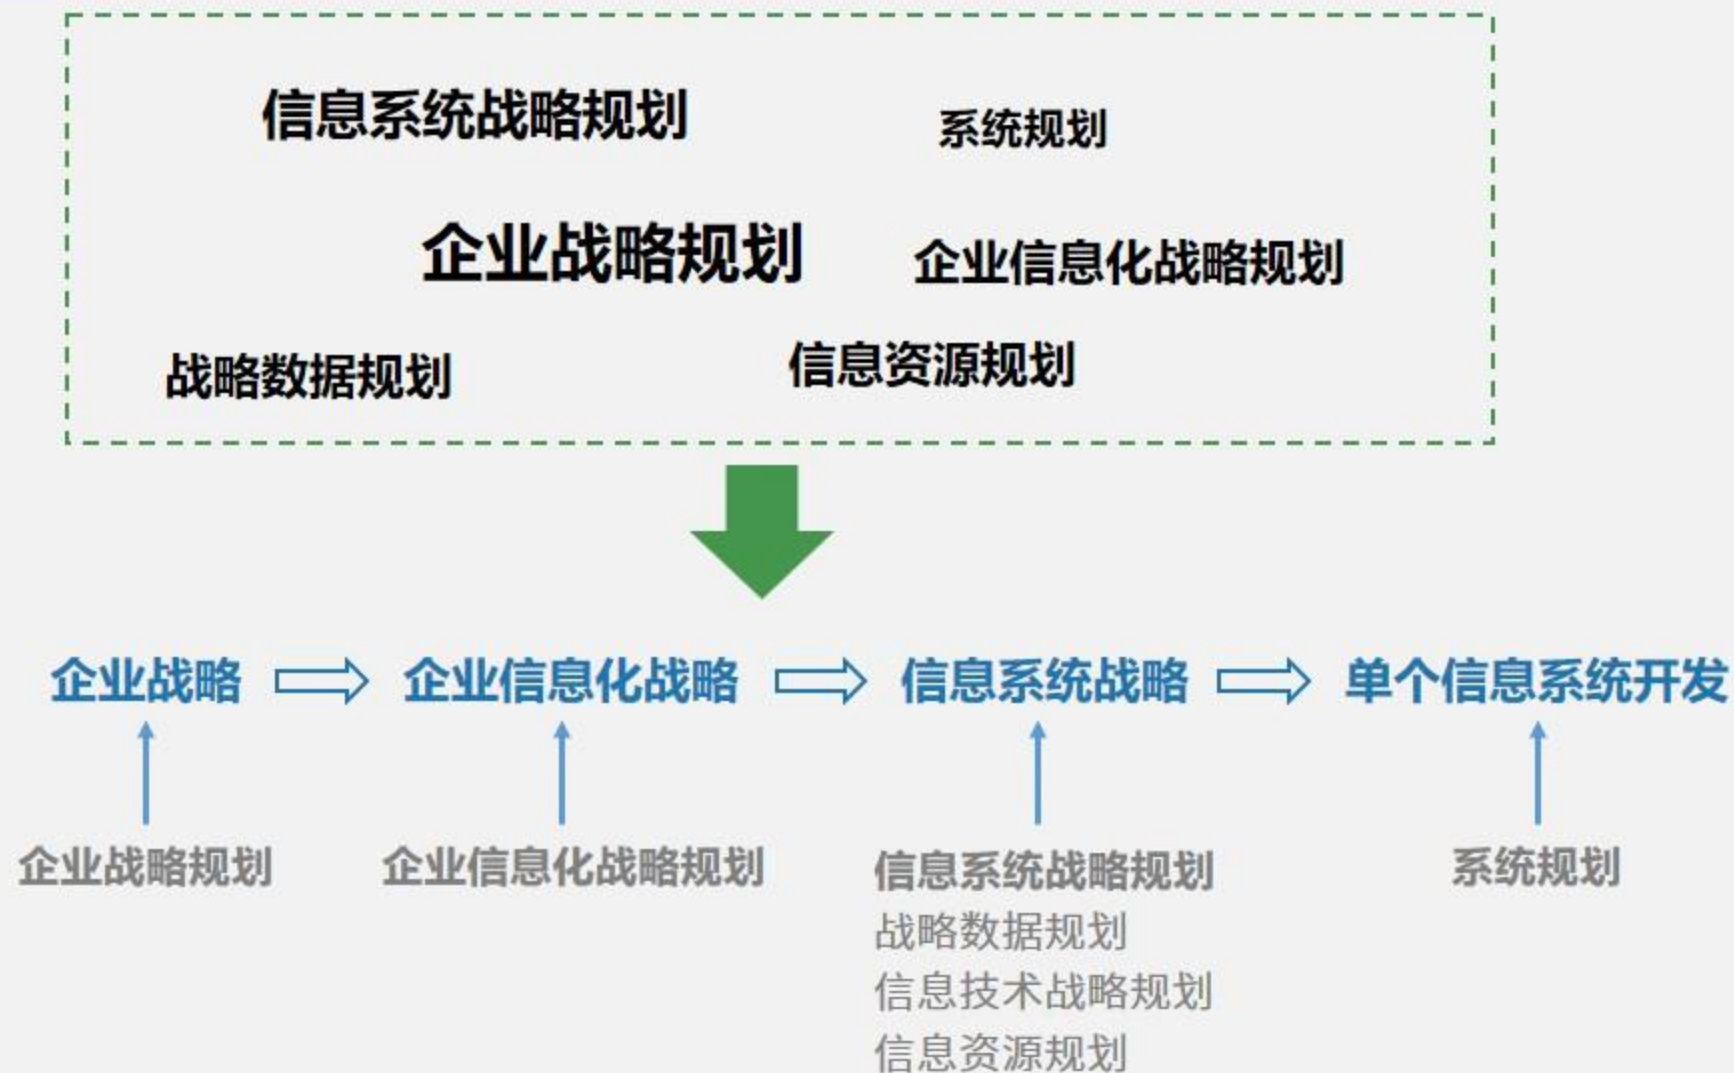 信息系统战略规划
系统规划
企业战略规划
企业信息化战略规划
战略数据规划
信息资源规划
企业战略
企业信息化战略
信息系统战略
单个信息系统开发
企业战略规划
企业信息化战略规划
信息系统战略规划
系统规划
战略数据规划
信息技术战略规划
信息资源规划